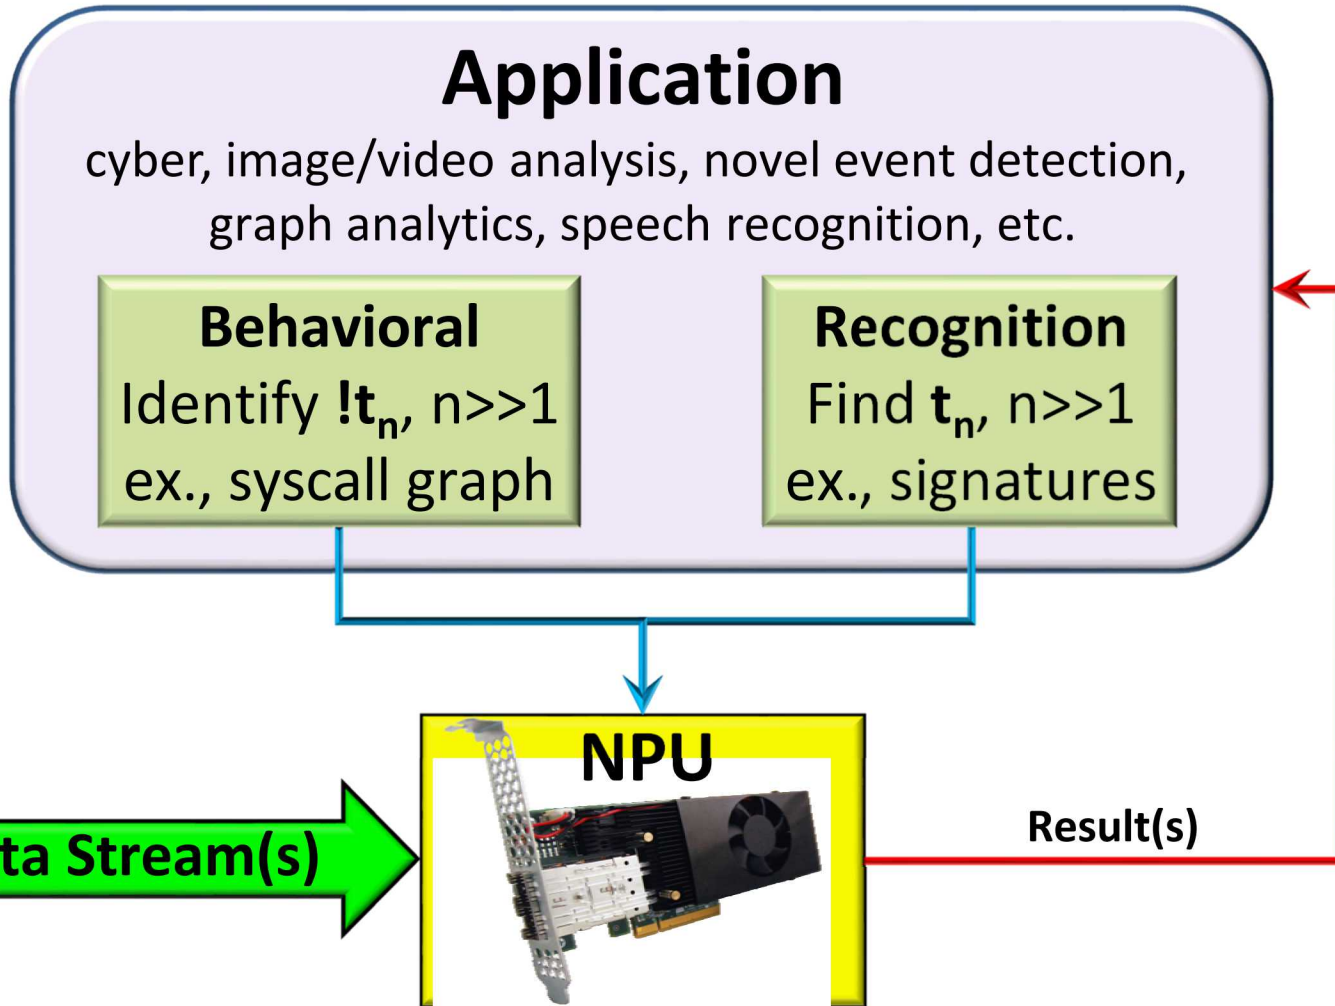 Application
cyber, image/video analysis, novel event detection,
graph analytics, speech recognition, etc.
Behavioral
Identify !tₙ, n>>1
ex., syscall graph
Recognition
Find tₙ, n>>1
ex., signatures
NPU
Result(s)
ta Stream(s)